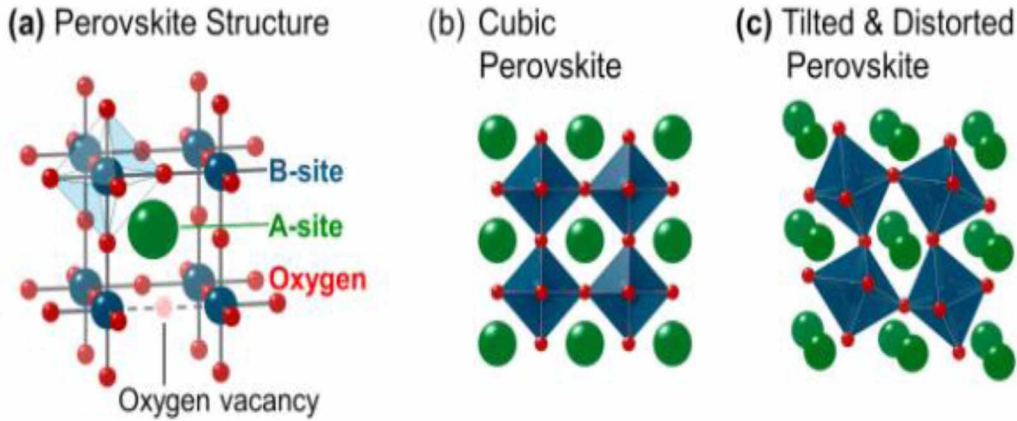 (a) Perovskite Structure
B-site
A-site
Oxygen
Oxygen vacancy
(b) Cubic
Perovskite
(c) Tilted & Distorted
Perovskite